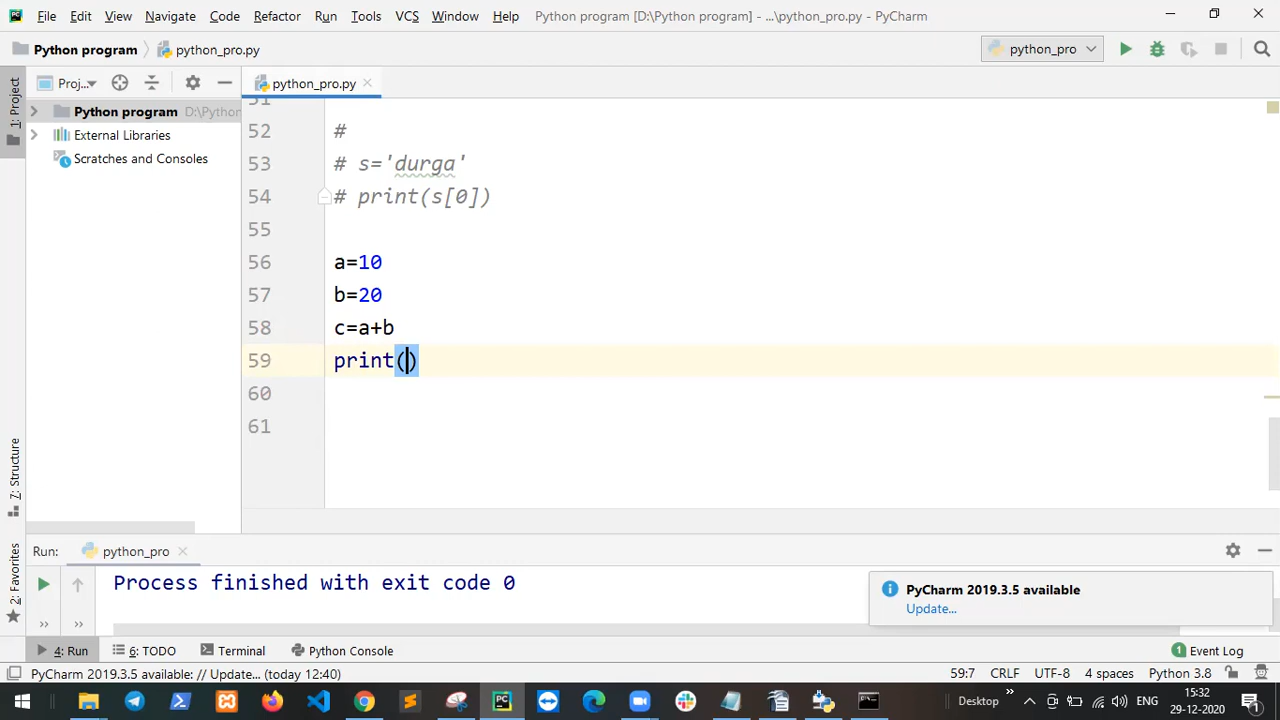 PC File Edit View Navigate Code Refactor Run Tools VCS Window Help Python program [D:\Python program] - ...\python_pro.py - PyCharm
Python program python_pro.py python_pro
Proj... python_pro.py
1: Project
Python program D:\Python
External Libraries
Scratches and Consoles
51
52 #
53 # s='durga'
54 # print(s[0])
55
56 a=10
57 b=20
58 c=a+b
59 print()
60
61
7: Structure
2: Favorites
Run: python_pro
Process finished with exit code 0
PyCharm 2019.3.5 available
Update...
4: Run 6: TODO Terminal Python Console 1 Event Log
PyCharm 2019.3.5 available: // Update... (today 12:40) 59:7 CRLF UTF-8 4 spaces Python 3.8
Desktop ENG 15:32
29-12-2020 1